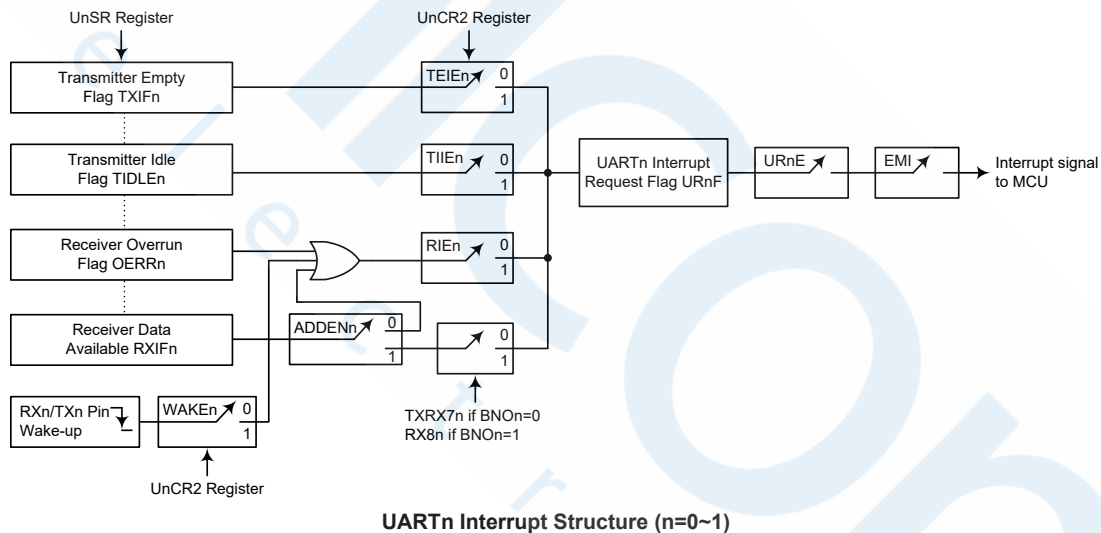 UnSR Register
UnCR2 Register
Transmitter Empty
Flag TXIFn
TEIEn
0
1
Transmitter Idle
Flag TIDLEn
TIIEn
0
1
UARTn Interrupt
Request Flag URnF
URnE
EMI
Interrupt signal
to MCU
Receiver Overrun
Flag OERRn
RIEn
0
1
Receiver Data
Available RXIFn
ADDENn
0
1
0
1
RXn/TXn Pin
Wake-up
WAKEn
0
1
TXRX7n if BNOn=0
RX8n if BNOn=1
UnCR2 Register
UARTn Interrupt Structure (n=0~1)